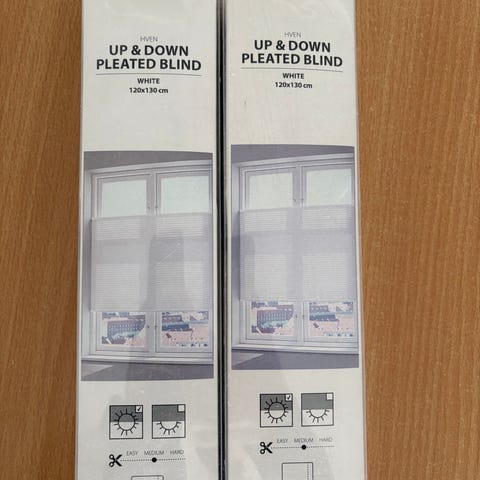 HVEN
UP & DOWN
PLEATED BLIND
WHITE
120x130 cm
EASY MEDIUM HARD
HVEN
UP & DOWN
PLEATED BLIND
WHITE
120x130 cm
EASY MEDIUM HARD